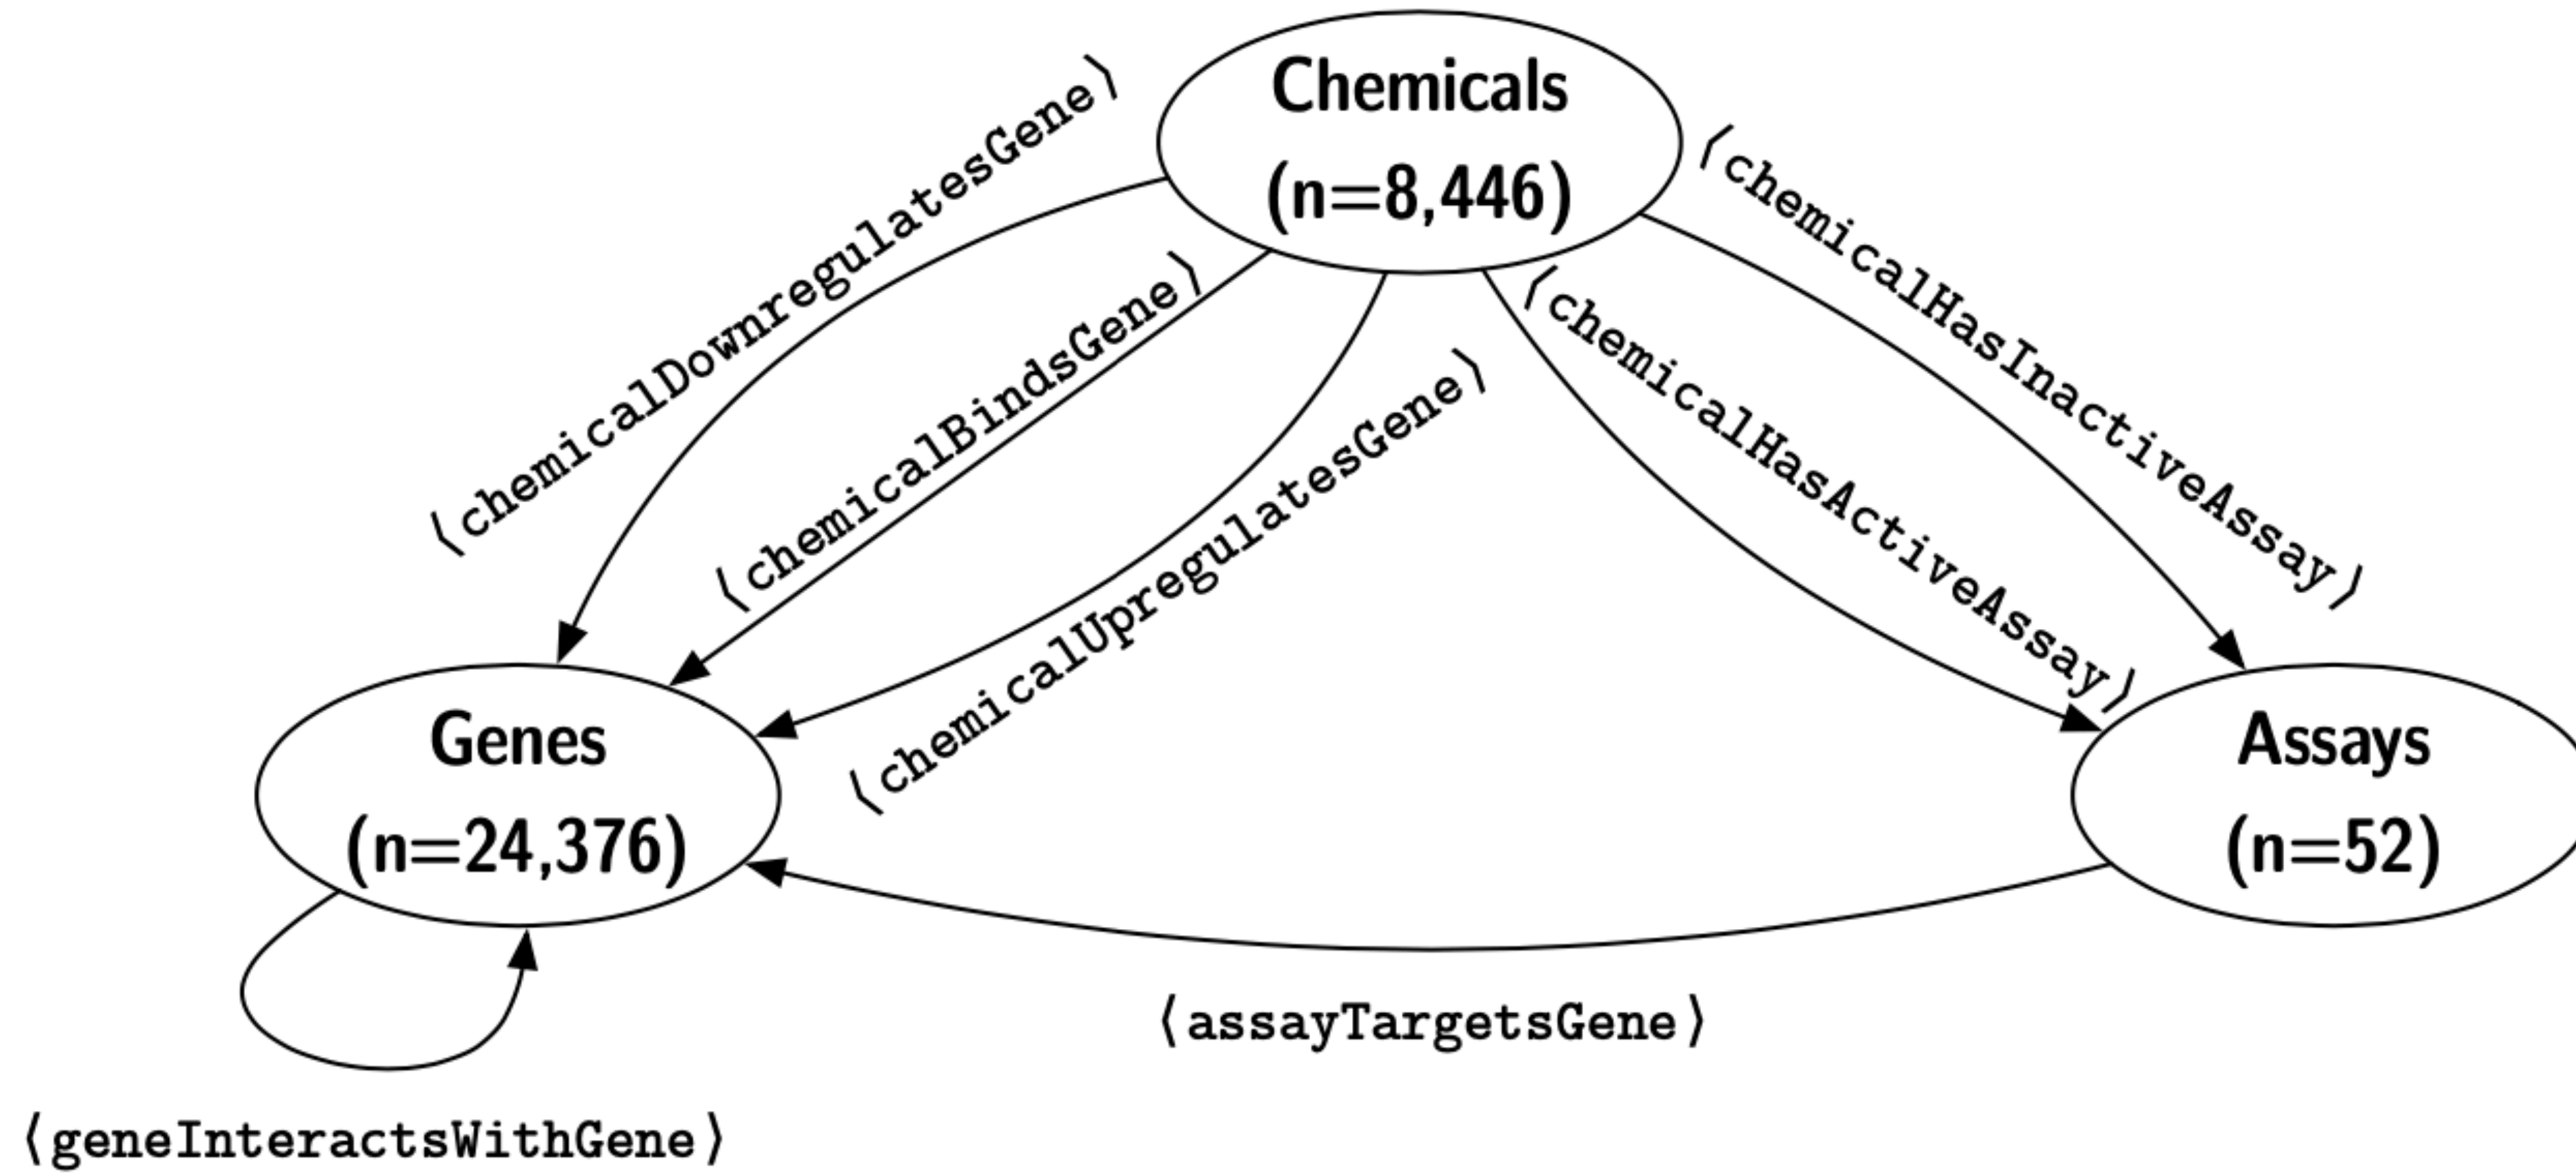 Chemicals
(n=8,446)
⟨chemicalDownregulatesGene⟩
⟨chemicalBindsGene⟩
⟨chemicalUpregulatesGene⟩
⟨chemicalHasActiveAssay⟩
⟨chemicalHasInactiveAssay⟩
Genes
(n=24,376)
Assays
(n=52)
⟨assayTargetsGene⟩
⟨geneInteractsWithGene⟩